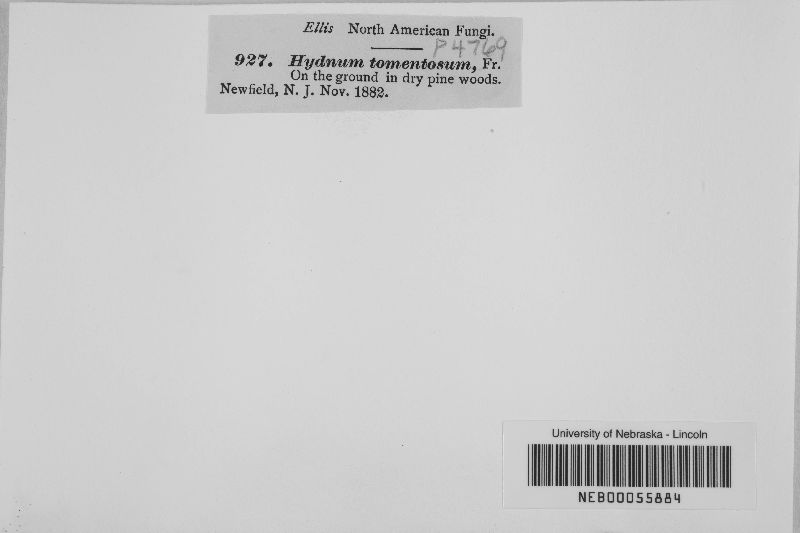 Ellis North American Fungi.
P4769
927. Hydnum tomentosum, Fr.
On the ground in dry pine woods.
Newfield, N. J. Nov. 1882.
University of Nebraska - Lincoln
NEB00055884